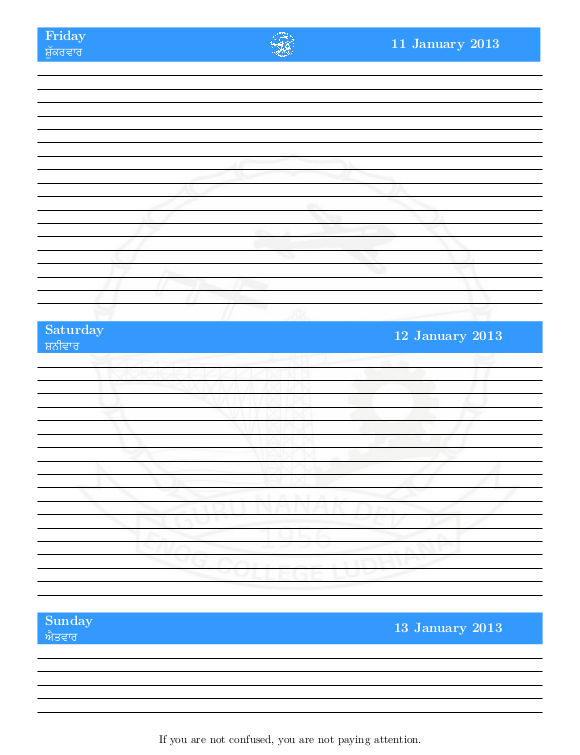 Friday
ਸ਼ੁੱਕਰਵਾਰ
11 January 2013
Saturday
ਸ਼ਨੀਵਾਰ
12 January 2013
GURU NANAK DEV
1956
ENGG. COLLEGE LUDHIANA
Sunday
ਐਤਵਾਰ
13 January 2013
If you are not confused, you are not paying attention.